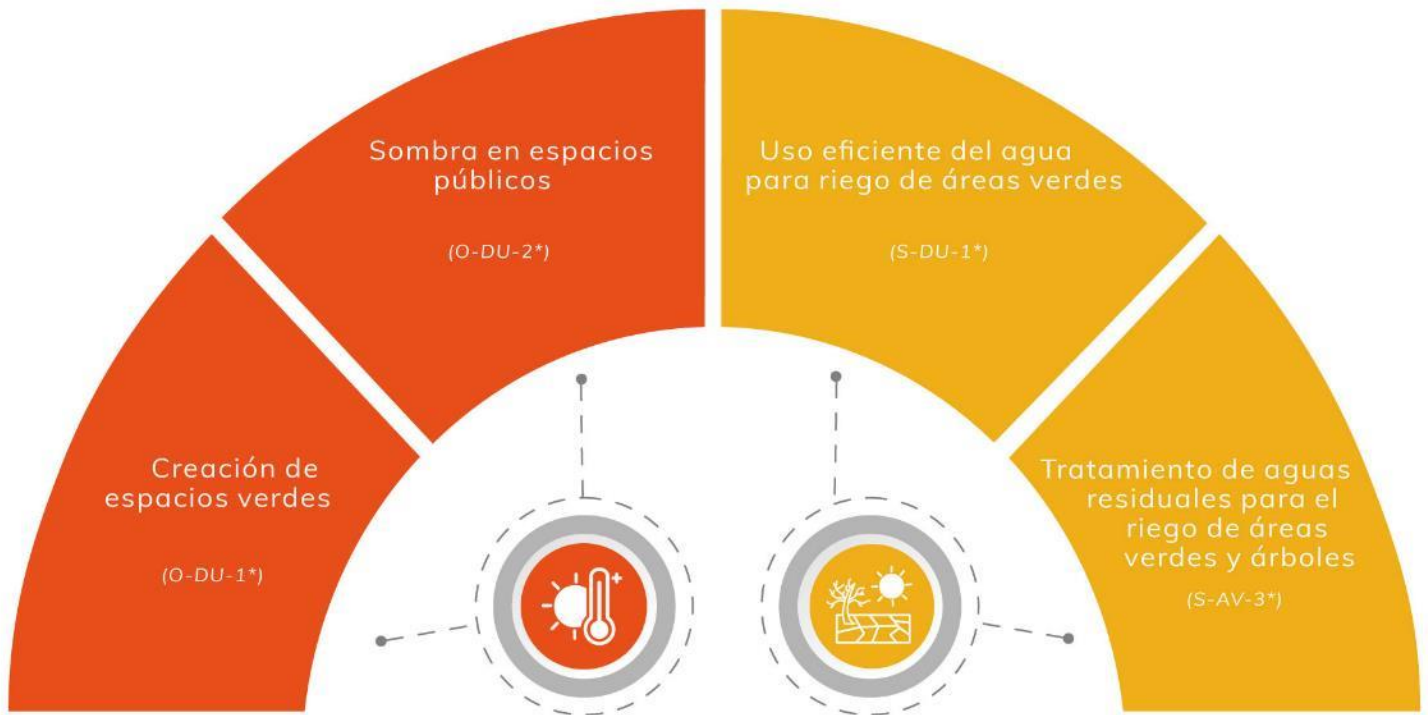 Sombra en espacios
públicos
(O-DU-2*)
Uso eficiente del agua
para riego de áreas verdes
(S-DU-1*)
Creación de
espacios verdes
(O-DU-1*)
Tratamiento de aguas
residuales para el
riego de áreas
verdes y árboles
(S-AV-3*)